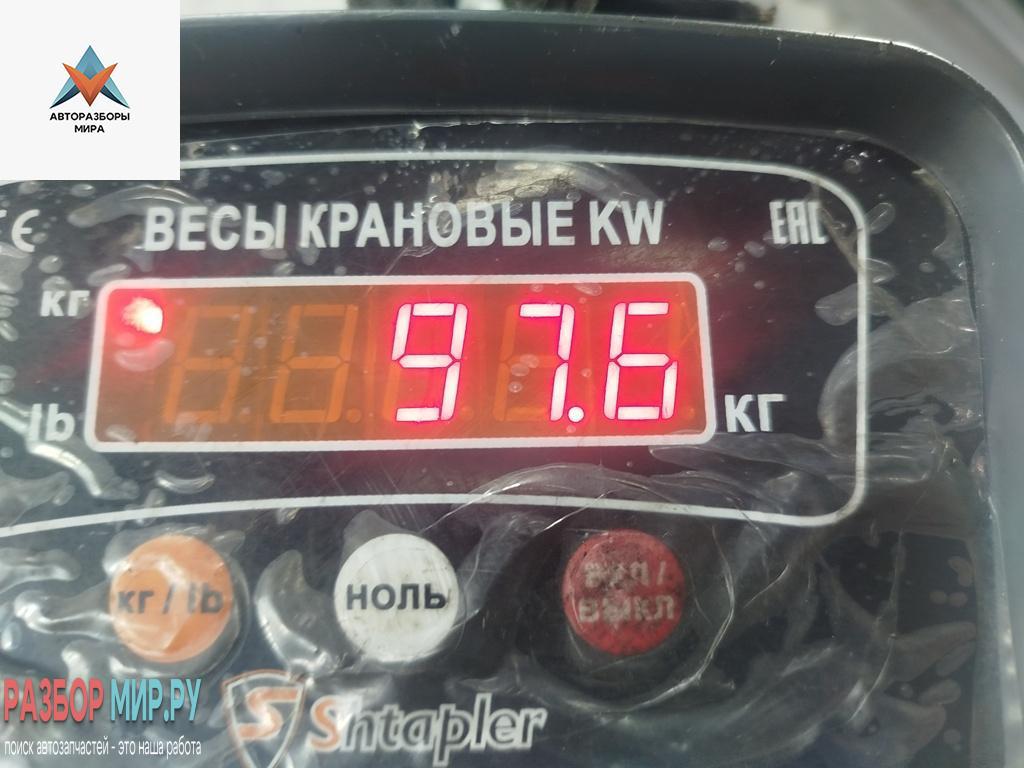 АВТОРАЗБОРЫ
МИРА
CE
ВЕСЫ КРАНОВЫЕ KW
EAC
кг
97.6
lb
КГ
кг / lb
НОЛЬ
ВКЛ /
ВЫКЛ
РАЗБОР МИР.РУ
поиск автозапчастей - это наша работа
Shtapler